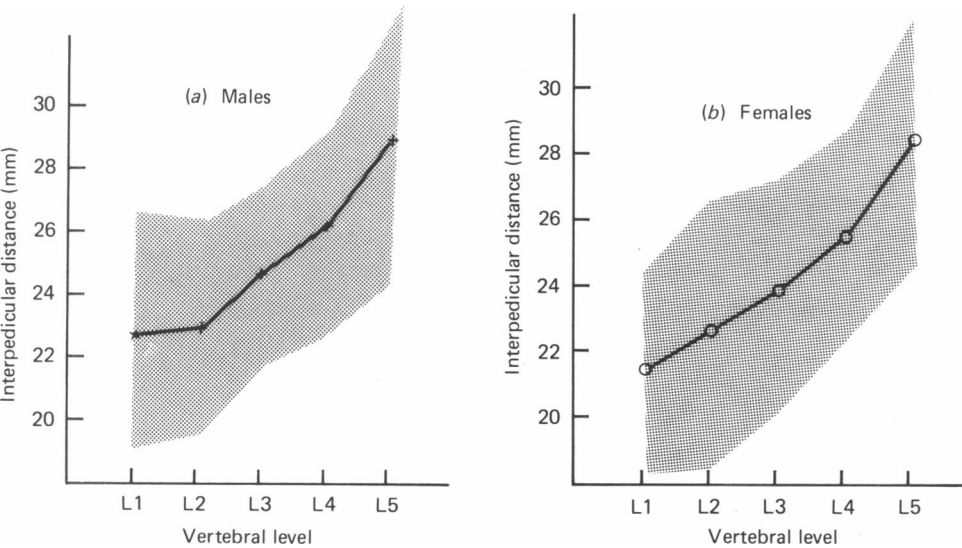 (a) Males
Interpedicular distance (mm)
30
28
26
24
22
20
L1 L2 L3 L4 L5
Vertebral level
(b) Females
Interpedicular distance (mm)
30
28
26
24
22
20
L1 L2 L3 L4 L5
Vertebral level